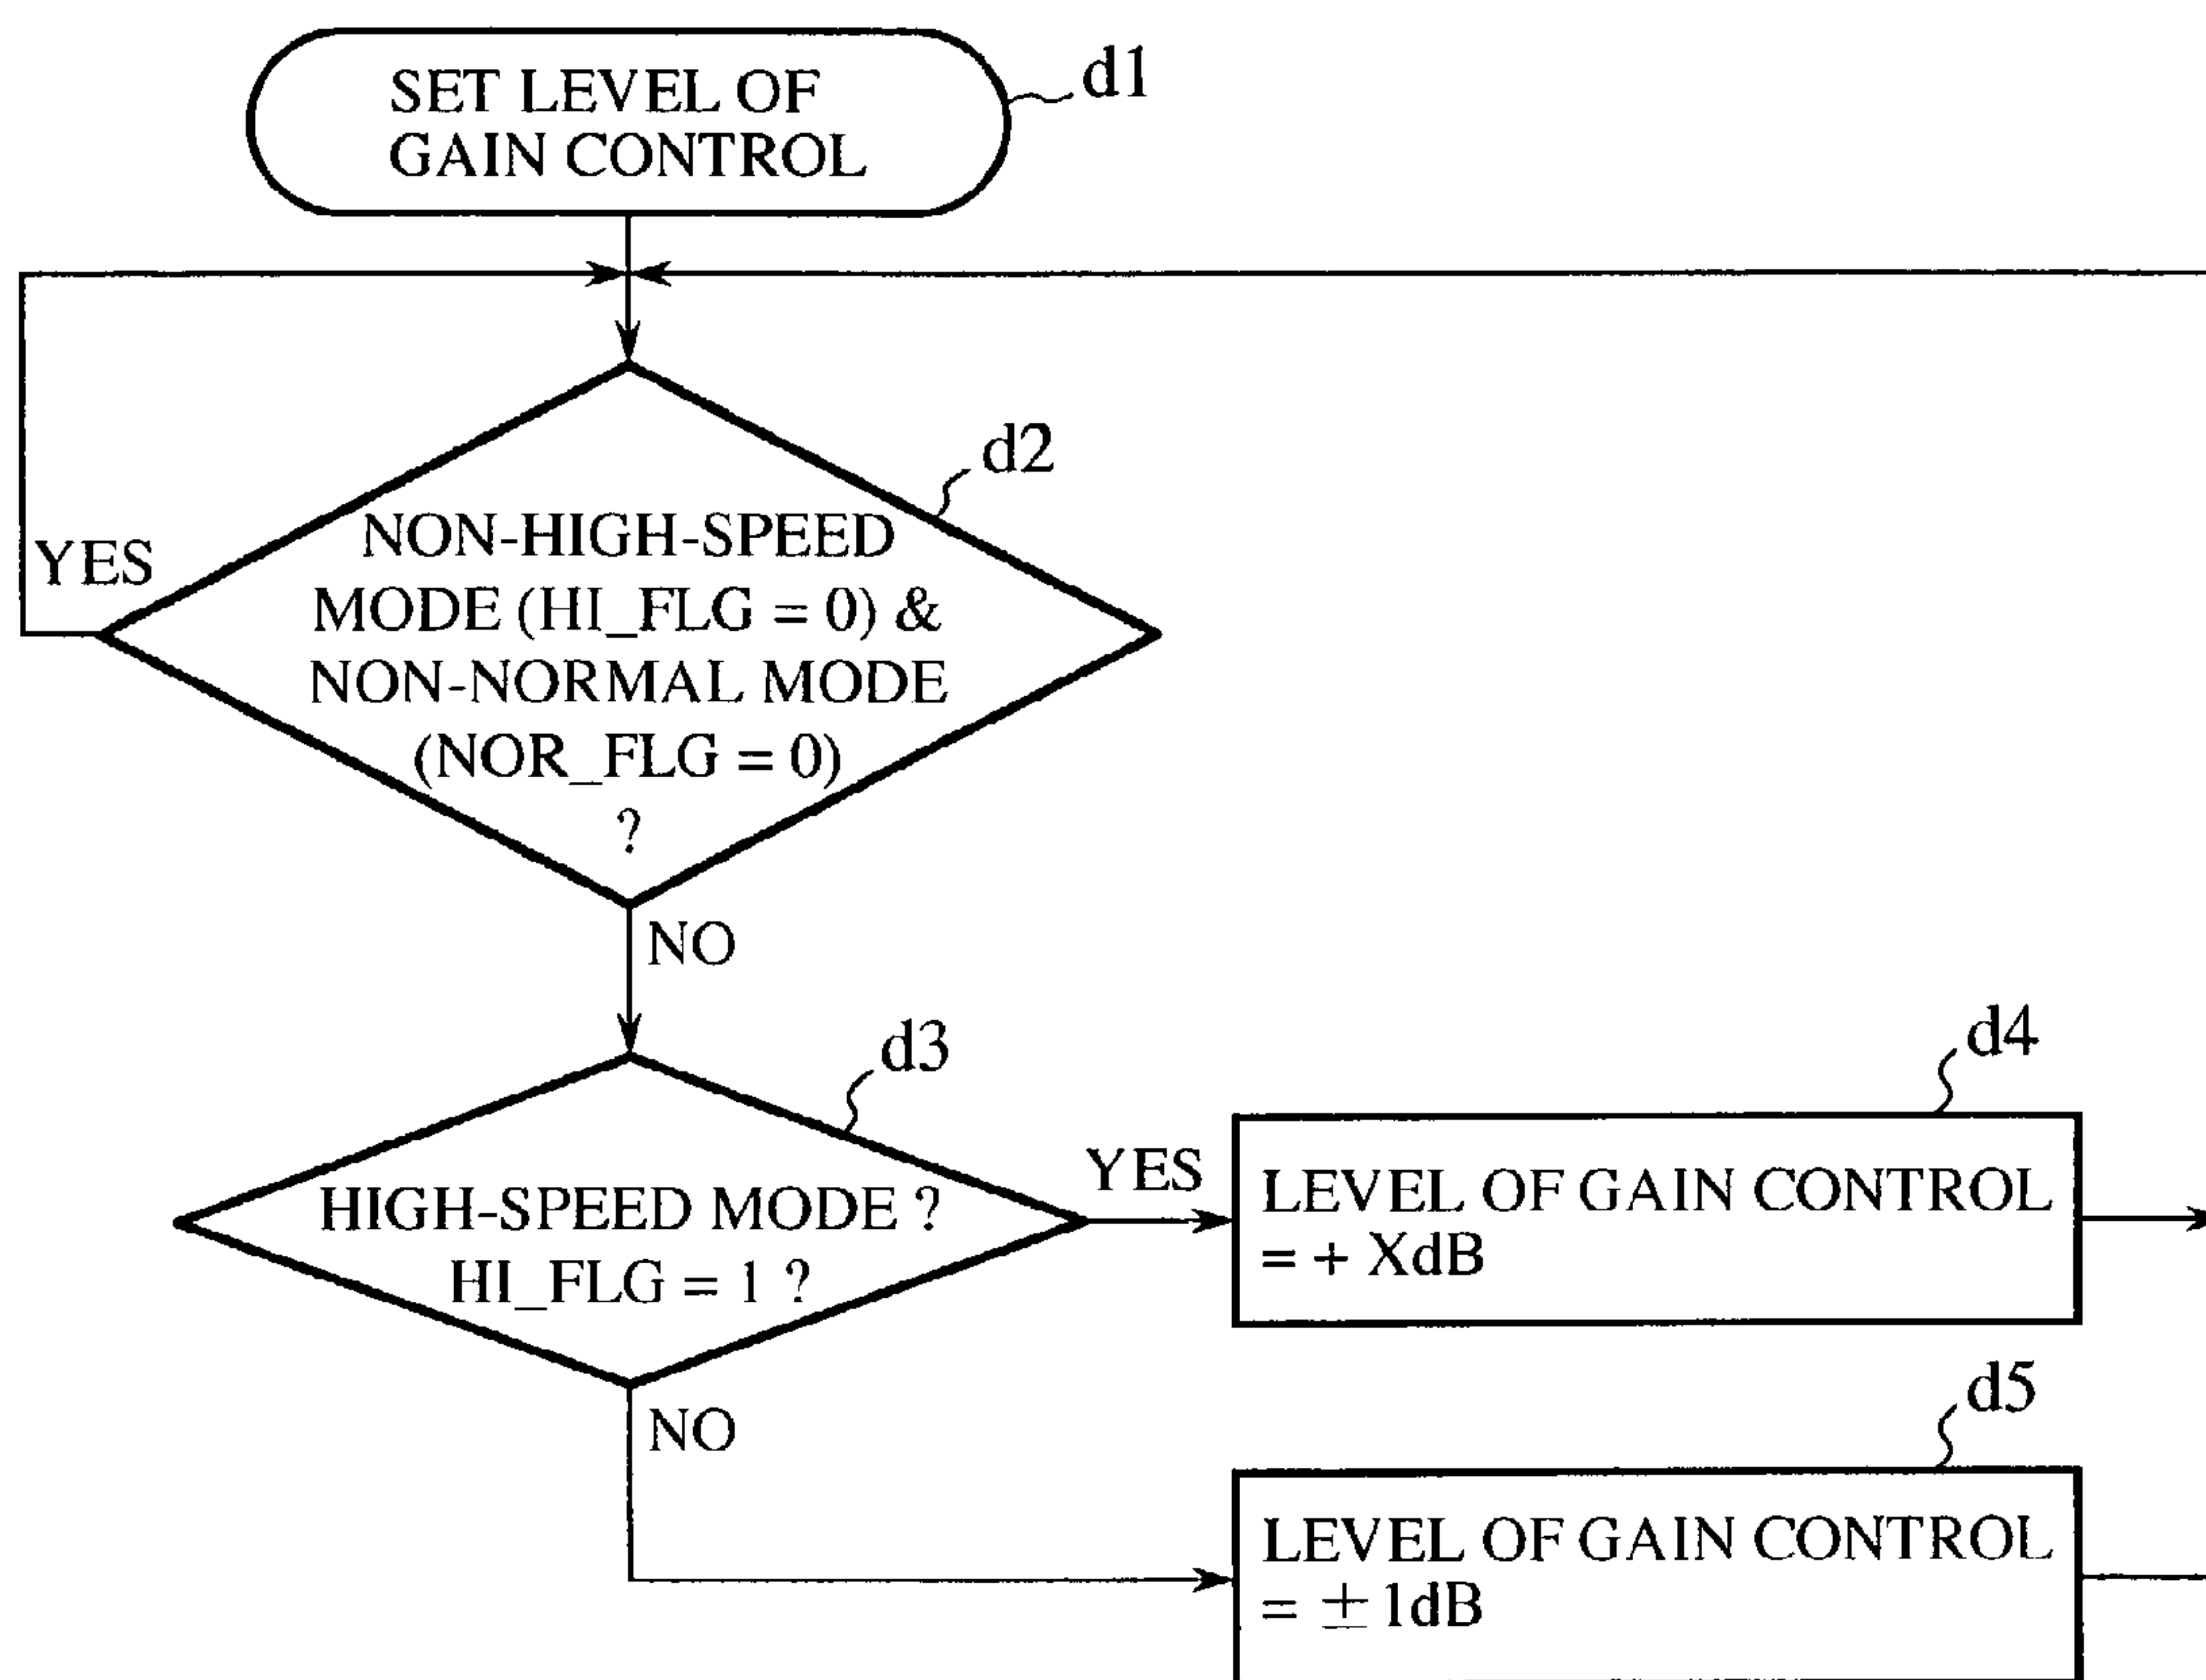 SET LEVEL OF
GAIN CONTROL
d1
d2
NON-HIGH-SPEED
MODE (HI_FLG = 0) &
NON-NORMAL MODE
(NOR_FLG = 0)
?
YES
NO
d3
HIGH-SPEED MODE ?
HI_FLG = 1 ?
YES
NO
d4
LEVEL OF GAIN CONTROL
= + XdB
d5
LEVEL OF GAIN CONTROL
= ± 1dB